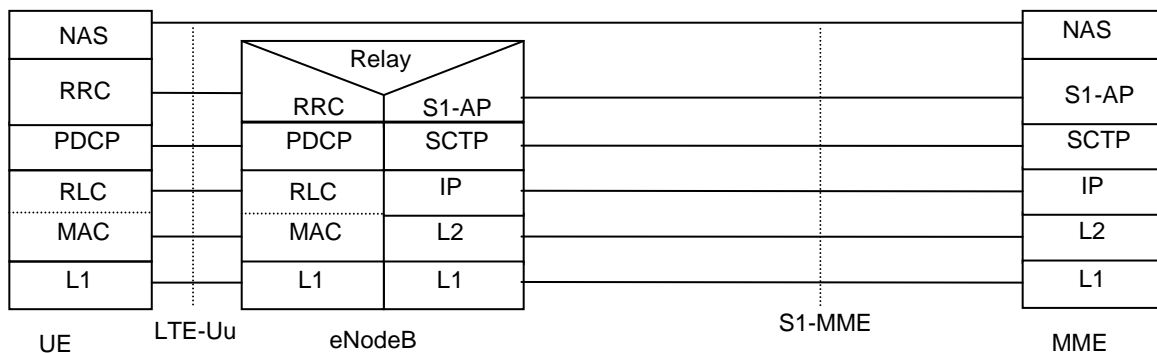 NAS NAS
Relay
RRC RRC S1-AP S1-AP
PDCP PDCP SCTP SCTP
RLC RLC IP IP
MAC MAC L2 L2
L1 L1 L1 L1
UE LTE-Uu eNodeB S1-MME MME